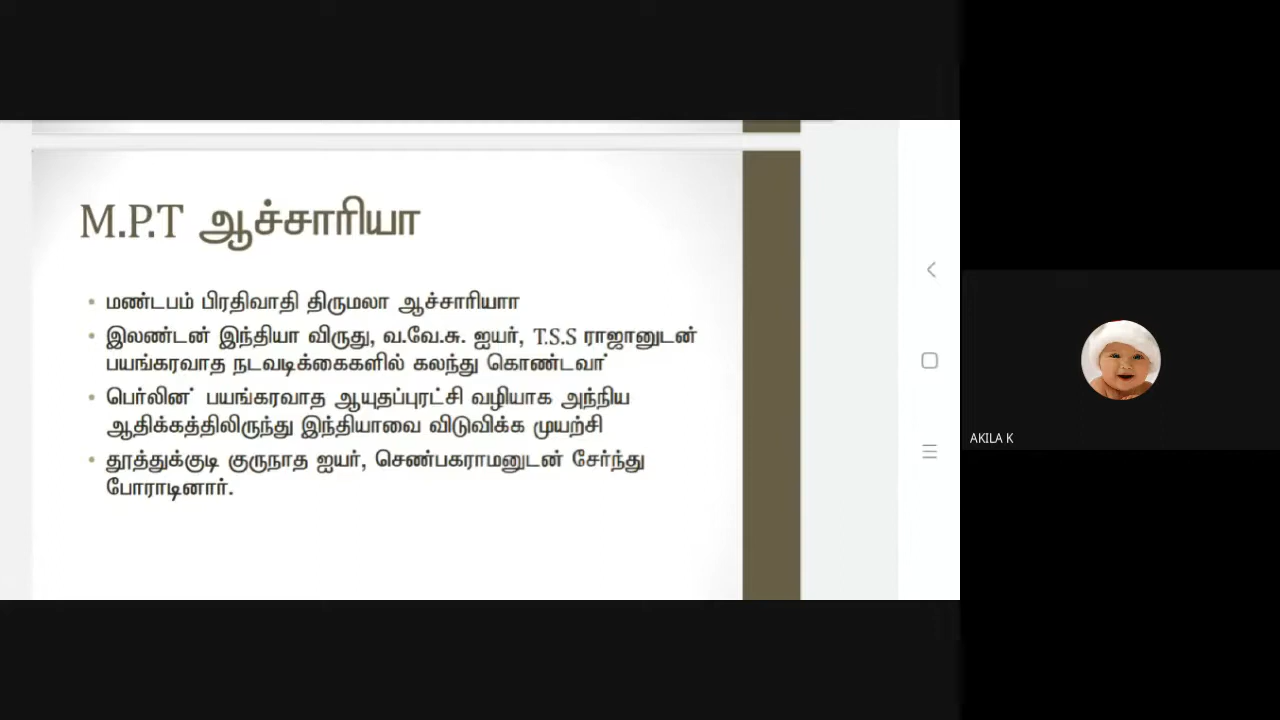 M.P.T ஆச்சாரியா
• மண்டபம் பிரதிவாதி திருமலா ஆச்சாரியாா
• இலண்டன் இந்தியா விருது, வ.வே.சு. ஐயர், T.S.S ராஜானுடன்
பயங்கரவாத நடவடிக்கைகளில் கலந்து கொண்டவா்
• பெர்லின் பயங்கரவாத ஆயுதப்புரட்சி வழியாக அந்நிய
ஆதிக்கத்திலிருந்து இந்தியாவை விடுவிக்க முயற்சி
• தூத்துக்குடி குருநாத ஐயர், செண்பகராமனுடன் சேர்ந்து
போராடினார்.
AKILA K